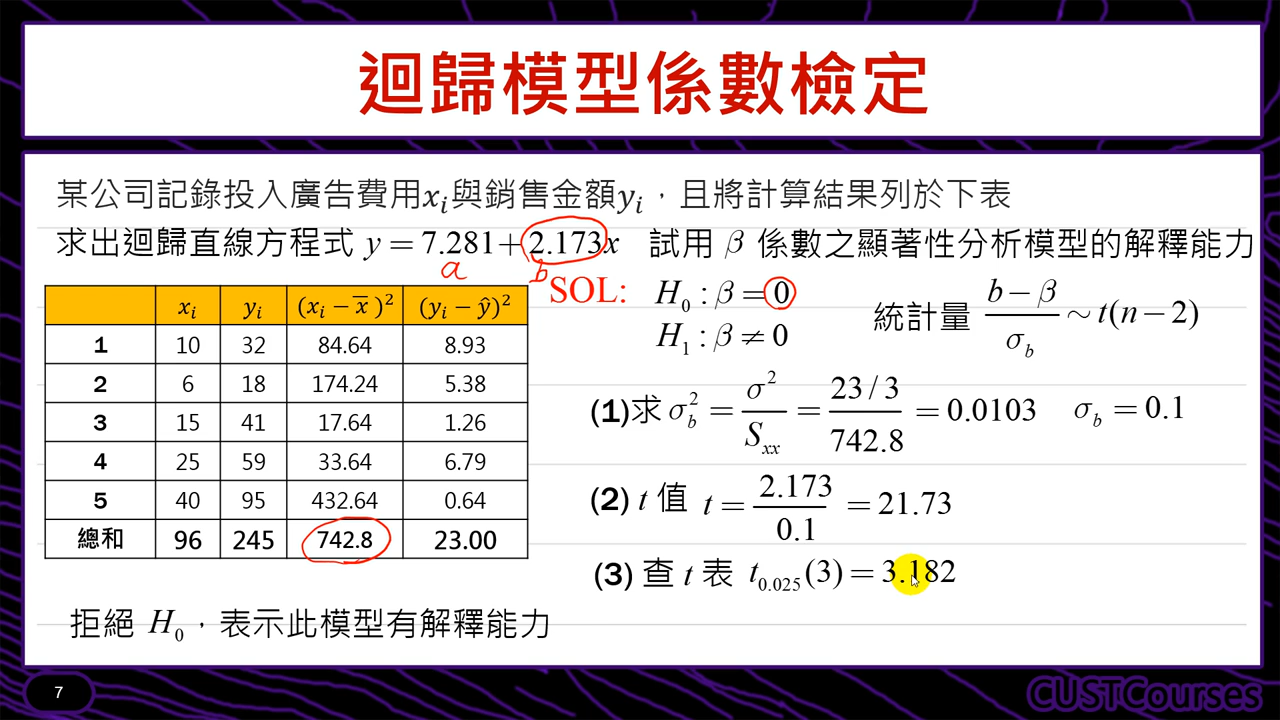 迴歸模型係數檢定
某公司記錄投入廣告費用xᵢ與銷售金額yᵢ，且將計算結果列於下表
求出迴歸直線方程式 y = 7.281 + 2.173x 試用 β 係數之顯著性分析模型的解釋能力
a b
xᵢ yᵢ (xᵢ − x̄)² (yᵢ − ŷ)²
1 10 32 84.64 8.93
2 6 18 174.24 5.38
3 15 41 17.64 1.26
4 25 59 33.64 6.79
5 40 95 432.64 0.64
總和 96 245 742.8 23.00
SOL: H₀ : β = 0
H₁ : β ≠ 0
統計量 (b − β)/σ_b ~ t(n − 2)
(1)求 σ_b² = σ²/Sₓₓ = (23 / 3)/742.8 = 0.0103 σ_b = 0.1
(2) t 值 t = 2.173/0.1 = 21.73
(3) 查 t 表 t₀.₀₂₅(3) = 3.182
拒絕 H₀，表示此模型有解釋能力
7
CUSTCourses